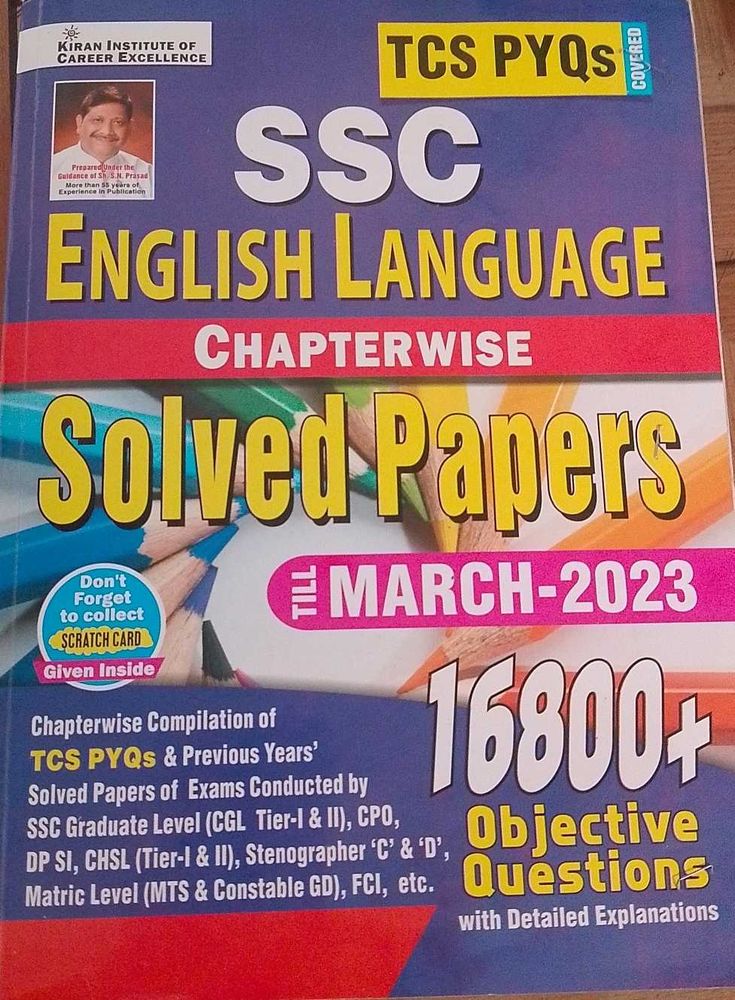 KIRAN INSTITUTE OF
CAREER EXCELLENCE
TCS PYQs
COVERED
Prepared Under the
Guidance of Sh. S.N. Prasad
More than 55 years of
Experience in Publication
SSC
ENGLISH LANGUAGE
CHAPTERWISE
Solved Papers
TILL MARCH-2023
Don't
Forget
to collect
SCRATCH CARD
Given Inside
16800+
Objective
Questions
with Detailed Explanations
Chapterwise Compilation of
TCS PYQs & Previous Years'
Solved Papers of Exams Conducted by
SSC Graduate Level (CGL Tier-I & II), CPO,
DP SI, CHSL (Tier-I & II), Stenographer 'C' & 'D',
Matric Level (MTS & Constable GD), FCI, etc.